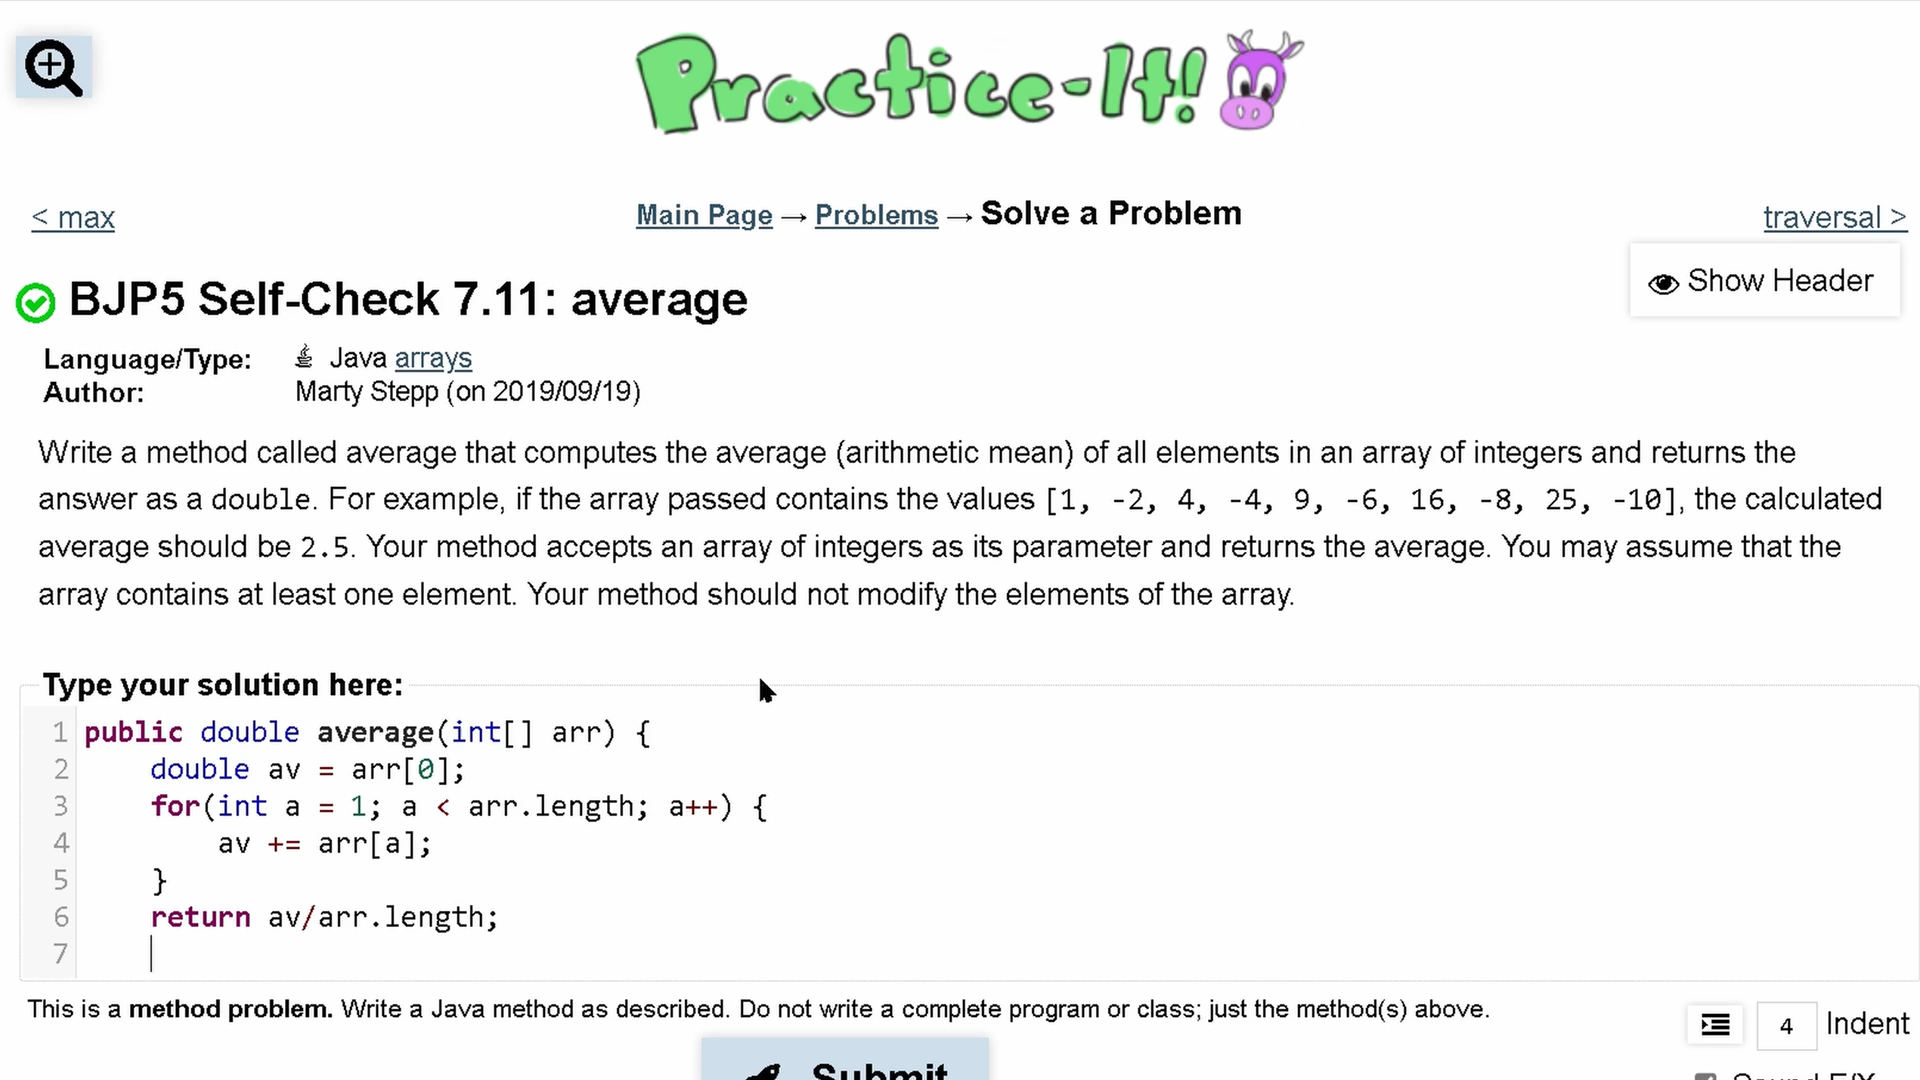 Practice-It!
< max
Main Page → Problems → Solve a Problem
traversal >
Show Header
BJP5 Self-Check 7.11: average
Language/Type: Java arrays
Author: Marty Stepp (on 2019/09/19)
Write a method called average that computes the average (arithmetic mean) of all elements in an array of integers and returns the
answer as a double. For example, if the array passed contains the values [1, -2, 4, -4, 9, -6, 16, -8, 25, -10], the calculated
average should be 2.5. Your method accepts an array of integers as its parameter and returns the average. You may assume that the
array contains at least one element. Your method should not modify the elements of the array.
Type your solution here:
1 public double average(int[] arr) {
2     double av = arr[0];
3     for(int a = 1; a < arr.length; a++) {
4         av += arr[a];
5     }
6     return av/arr.length;
7
This is a method problem. Write a Java method as described. Do not write a complete program or class; just the method(s) above.
4 Indent
Submit
Sound F/X